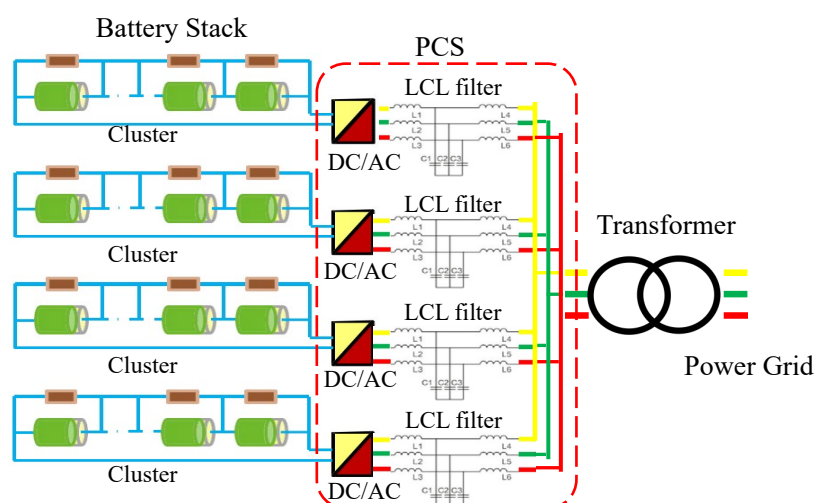 Battery Stack
PCS
LCL filter
L1
L4
L2
L5
L3
L6
C1 C2 C3
Cluster
DC/AC
LCL filter
L1
L4
L2
L5
L3
L6
C1 C2 C3
Cluster
DC/AC
Transformer
LCL filter
L1
L4
L2
L5
L3
L6
C1 C2 C3
Cluster
DC/AC
Power Grid
LCL filter
L1
L4
L2
L5
L3
L6
C1 C2 C3
Cluster
DC/AC